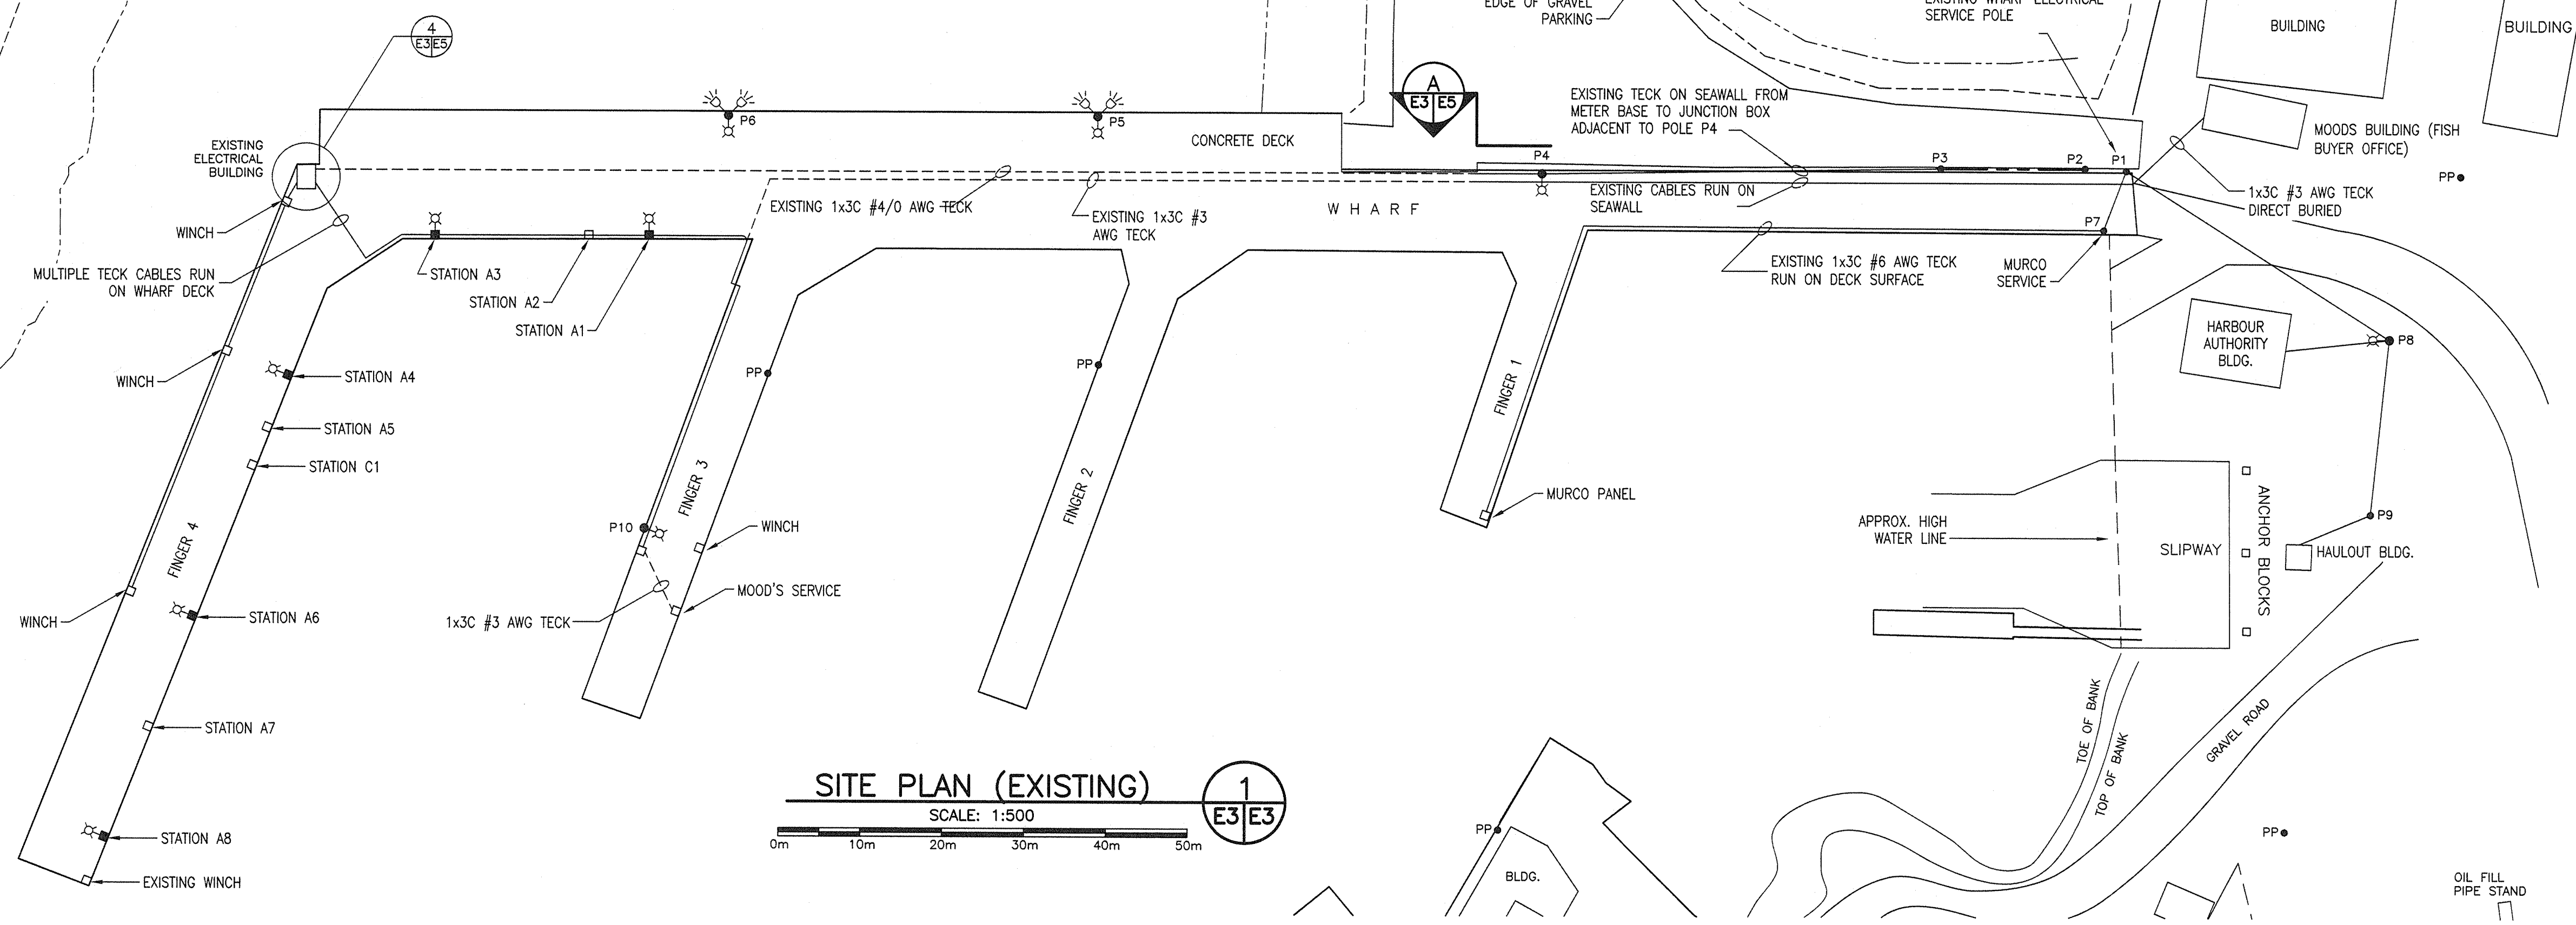 EDGE OF GRAVEL
PARKING
EXISTING WHARF ELECTRICAL
SERVICE POLE
BUILDING
BUILDING
4
E3 E5
A
E3 E5
EXISTING TECK ON SEAWALL FROM
METER BASE TO JUNCTION BOX
ADJACENT TO POLE P4
MOODS BUILDING (FISH
BUYER OFFICE)
P6
P5
CONCRETE DECK
EXISTING
ELECTRICAL
BUILDING
P4
P3
P2
P1
PP
1x3C #3 AWG TECK
DIRECT BURIED
EXISTING 1x3C #4/0 AWG TECK
EXISTING 1x3C #3
AWG TECK
WHARF
EXISTING CABLES RUN ON
SEAWALL
P7
WINCH
MULTIPLE TECK CABLES RUN
ON WHARF DECK
STATION A3
STATION A2
STATION A1
EXISTING 1x3C #6 AWG TECK
RUN ON DECK SURFACE
MURCO
SERVICE
HARBOUR
AUTHORITY
BLDG.
P8
WINCH
STATION A4
PP
PP
FINGER 1
STATION A5
STATION C1
FINGER 3
FINGER 2
MURCO PANEL
P10
WINCH
FINGER 4
APPROX. HIGH
WATER LINE
SLIPWAY
ANCHOR BLOCKS
P9
HAULOUT BLDG.
MOOD'S SERVICE
1x3C #3 AWG TECK
WINCH
STATION A6
STATION A7
STATION A8
EXISTING WINCH
SITE PLAN (EXISTING)
SCALE: 1:500
1
E3 E3
0m 10m 20m 30m 40m 50m
TOE OF BANK
TOP OF BANK
GRAVEL ROAD
PP
PP
BLDG.
OIL FILL
PIPE STAND